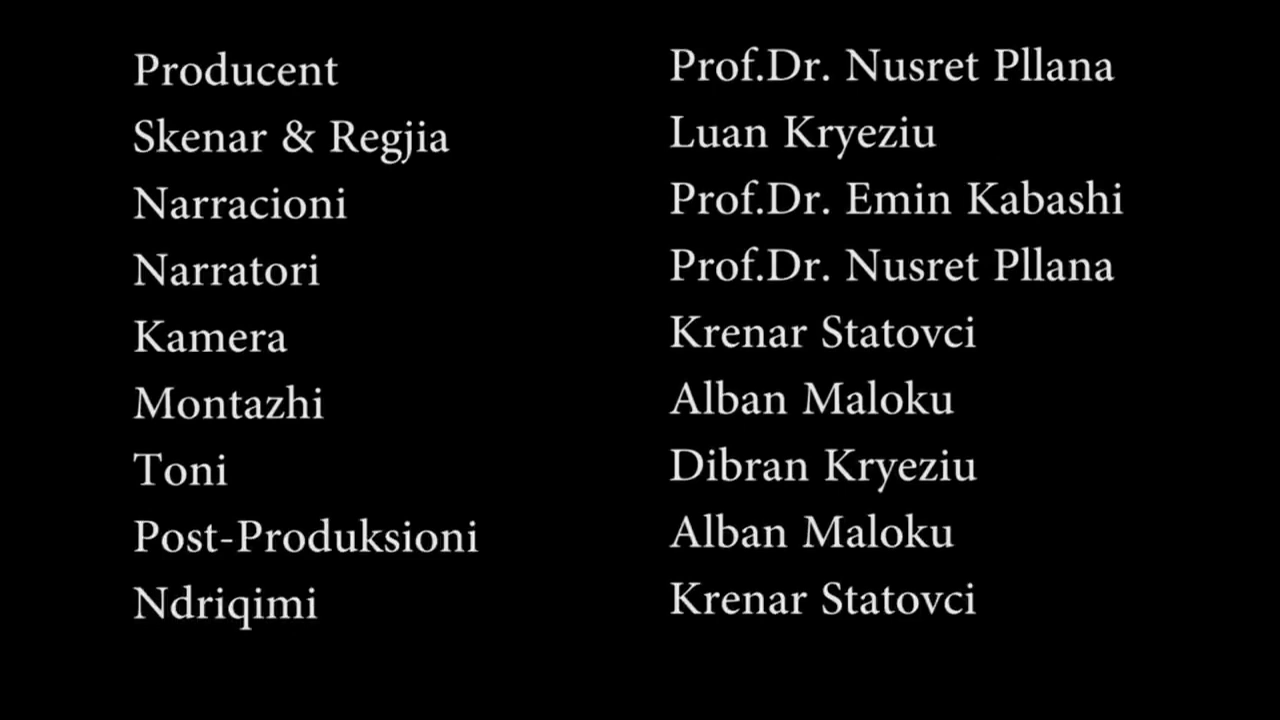 Producent Prof.Dr. Nusret Pllana
Skenar & Regjia Luan Kryeziu
Narracioni Prof.Dr. Emin Kabashi
Narratori Prof.Dr. Nusret Pllana
Kamera Krenar Statovci
Montazhi Alban Maloku
Toni Dibran Kryeziu
Post-Produksioni Alban Maloku
Ndriqimi Krenar Statovci